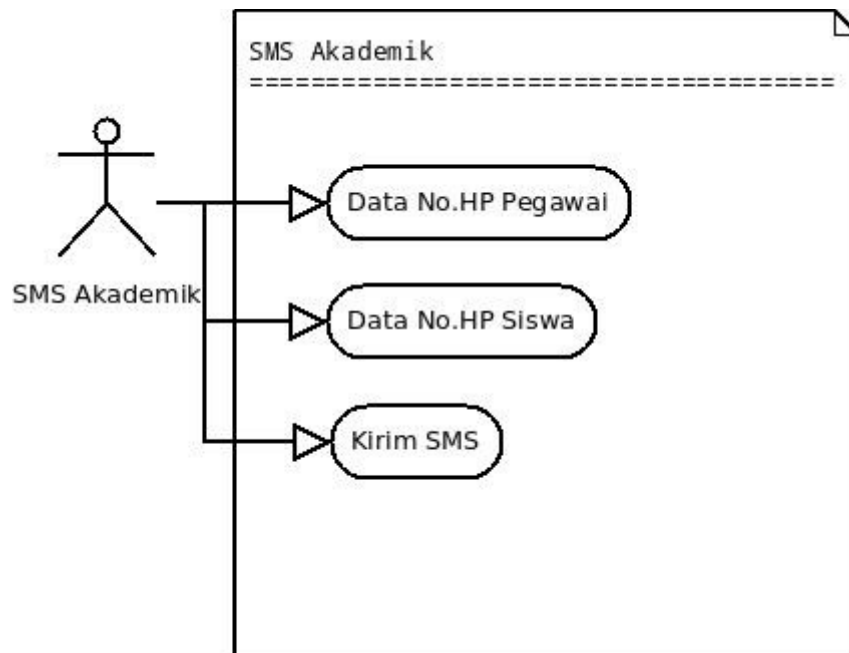 SMS Akademik
======================================
Data No.HP Pegawai
SMS Akademik
Data No.HP Siswa
Kirim SMS